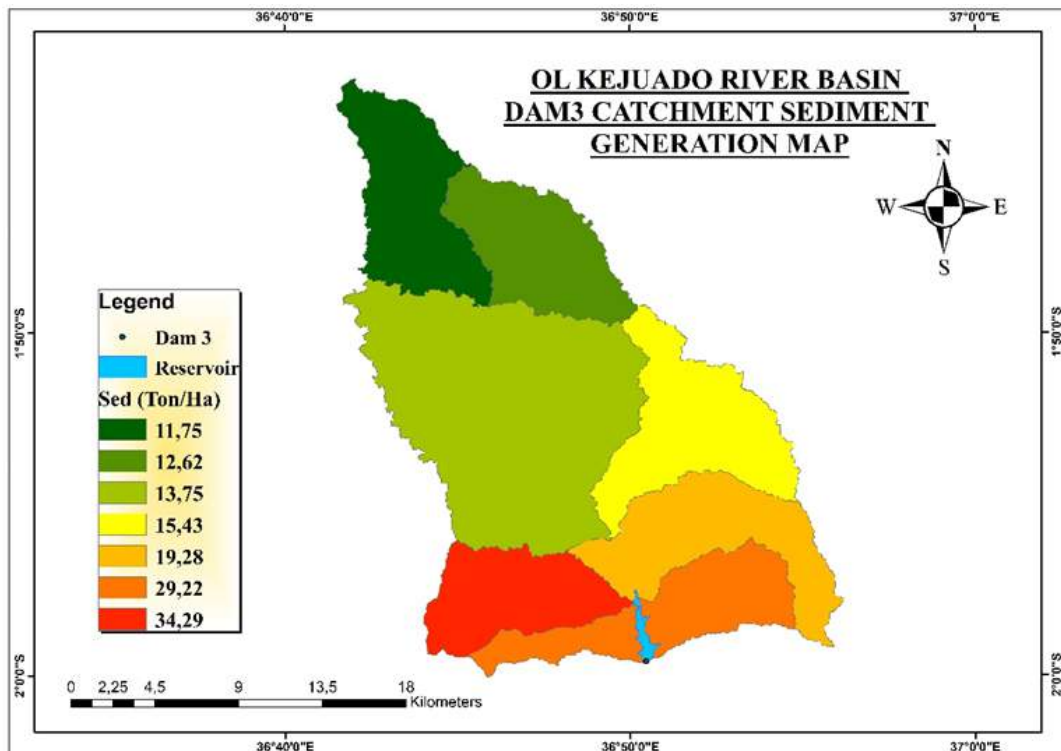 36°40'0"E 36°50'0"E 37°0'0"E
OL KEJUADO RIVER BASIN
DAM3 CATCHMENT SEDIMENT
GENERATION MAP
N
W E
S
1°50'0"S 1°50'0"S
Legend
Dam 3
Reservoir
Sed (Ton/Ha)
11,75
12,62
13,75
15,43
19,28
29,22
34,29
2°0'0"S 2°0'0"S
0 2,25 4,5 9 13,5 18
Kilometers
36°40'0"E 36°50'0"E 37°0'0"E